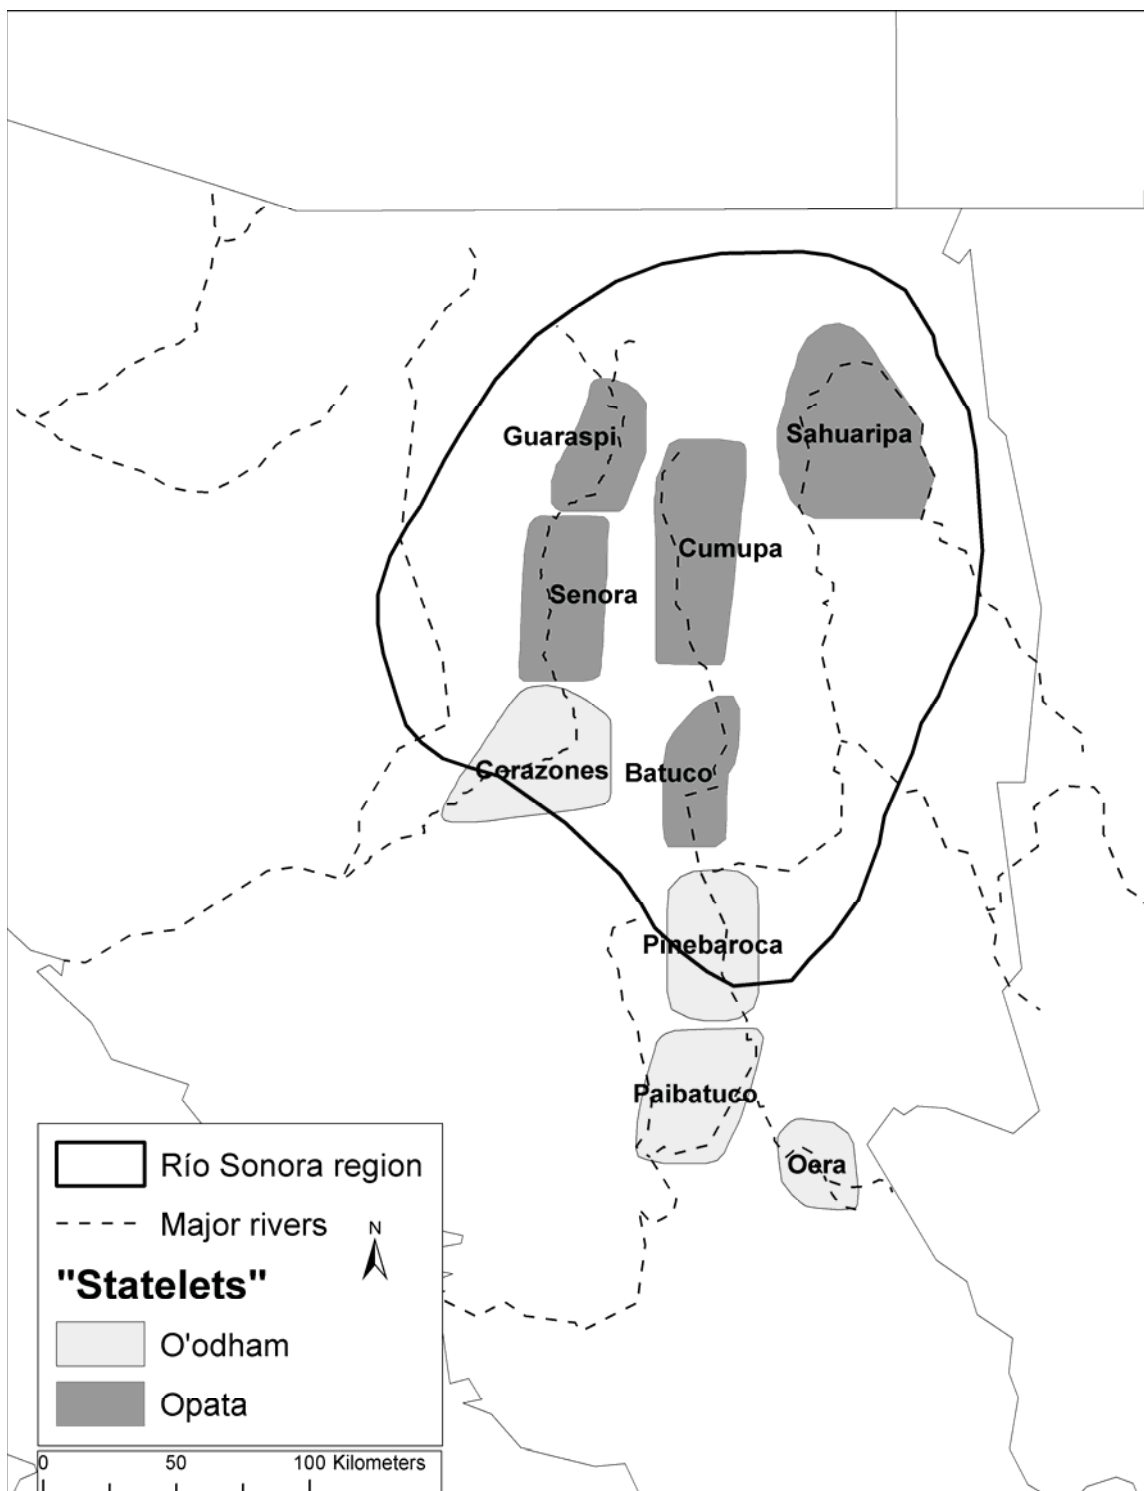 Guaraspi
Sahuaripa
Cumupa
Senora
Corazones
Batuco
Pinebaroca
Paibatuco
Oera
Río Sonora region
Major rivers
N
"Statelets"
O'odham
Opata
0 50 100 Kilometers